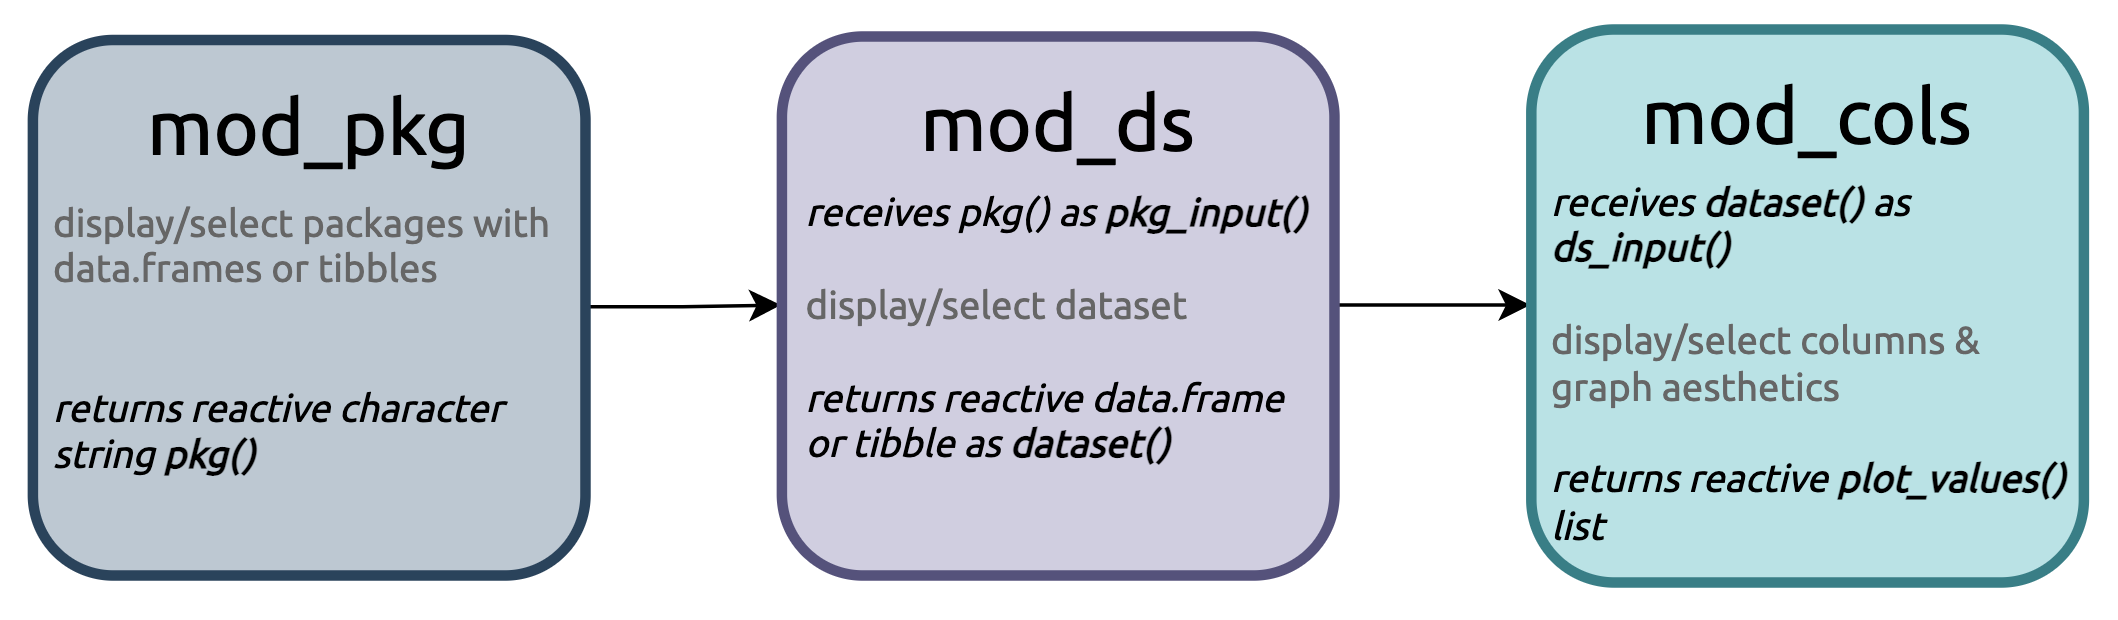 mod_pkg
display/select packages with
data.frames or tibbles
returns reactive character
string pkg()
mod_ds
receives pkg() as pkg_input()
display/select dataset
returns reactive data.frame
or tibble as dataset()
mod_cols
receives dataset() as
ds_input()
display/select columns &
graph aesthetics
returns reactive plot_values()
list